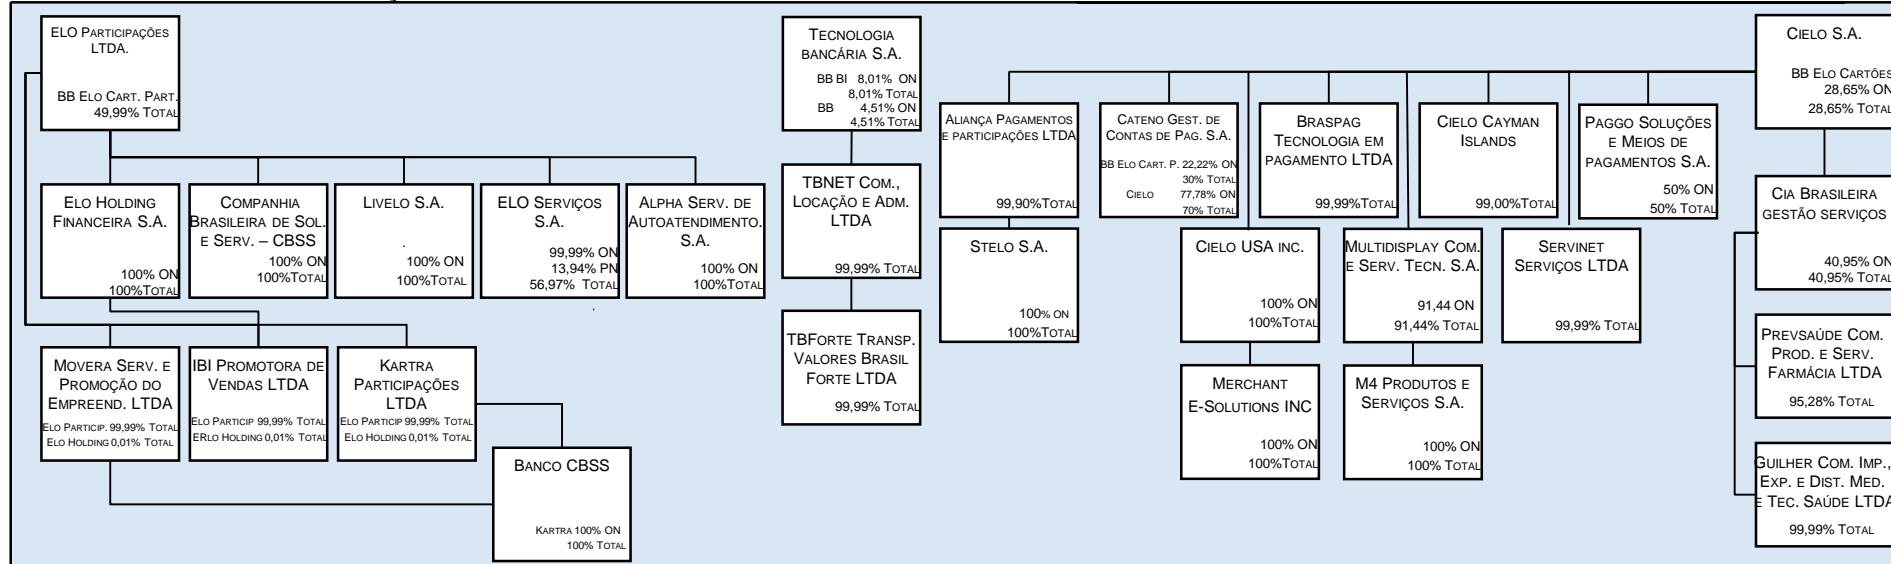 ELO Participações
LTDA.
BB Elo Cart. Part.
49,99% Total
Elo Holding
Financeira S.A.
100% ON
100%Total
Companhia
Brasileira de Sol.
e Serv. – CBSS
100% ON
100%Total
Livelo S.A.
.
100% ON
100%Total
ELO Serviços
S.A.
99,99% ON
13,94% PN
56,97% Total
Alpha Serv. de
Autoatendimento.
S.A.
100% ON
100%Total
Movera Serv. e
Promoção do
Empreend. LTDA
Elo Particip. 99,99% Total
Elo Holding 0,01% Total
IBI Promotora de
Vendas LTDA
Elo Particip 99,99% Total
ERlo Holding 0,01% Total
Kartra
Participações
LTDA
Elo Particip 99,99% Total
Elo Holding 0,01% Total
Banco CBSS
Kartra 100% ON
100% Total
Tecnologia
bancária S.A.
BB BI 8,01% ON
8,01% Total
BB 4,51% ON
4,51% Total
TBNET Com.,
Locação e Adm.
LTDA
99,99% Total
TBForte Transp.
Valores Brasil
Forte LTDA
99,99% Total
Cielo S.A.
BB Elo Cartões
28,65% ON
28,65% Total
Aliança Pagamentos
e participações LTDA
99,90%Total
Cateno Gest. de
Contas de Pag. S.A.
BB Elo Cart. P. 22,22% ON
30% Total
Cielo 77,78% ON
70% Total
Braspag
Tecnologia em
pagamento LTDA
99,99% Total
Cielo Cayman
Islands
99,00%Total
Paggo Soluções
e Meios de
pagamentos S.A.
50% ON
50% Total
Stelo S.A.
100% on
100%Total
Cielo USA inc.
100% ON
100%Total
Multidisplay Com.
e Serv. Tecn. S.A.
91,44 ON
91,44% Total
Servinet
Serviços LTDA
99,99% Total
Merchant
E-Solutions INC
100% ON
100%Total
M4 Produtos e
Serviços S.A.
100% ON
100% Total
Cia Brasileira
gestão serviços
40,95% ON
40,95% Total
Prevsaúde Com.
Prod. e Serv.
Farmácia LTDA
95,28% Total
Guilher Com. Imp.,
Exp. e Dist. Med.
e Tec. Saúde LTDA
99,99% Total